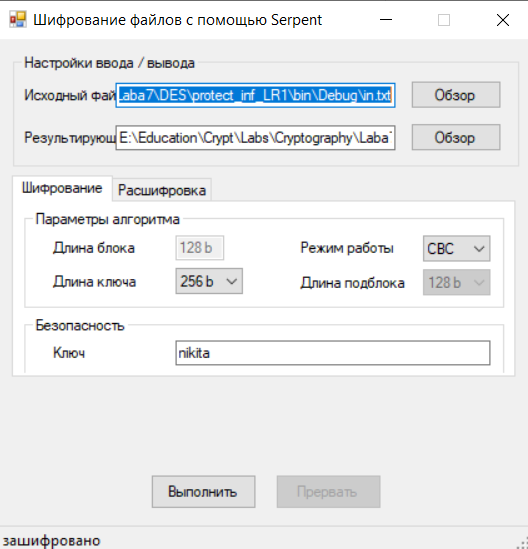 Шифрование файлов с помощью Serpent
Настройки ввода / вывода
Исходный фай Laba7\DES\protect_inf_LR1\bin\Debug\in.txt Обзор
Результирующ E:\Education\Crypt\Labs\Cryptography\Laba Обзор
Шифрование Расшифровка
Параметры алгоритма
Длина блока 128 b Режим работы CBC
Длина ключа 256 b Длина подблока 128 b
Безопасность
Ключ nikita
Выполнить Прервать
зашифровано